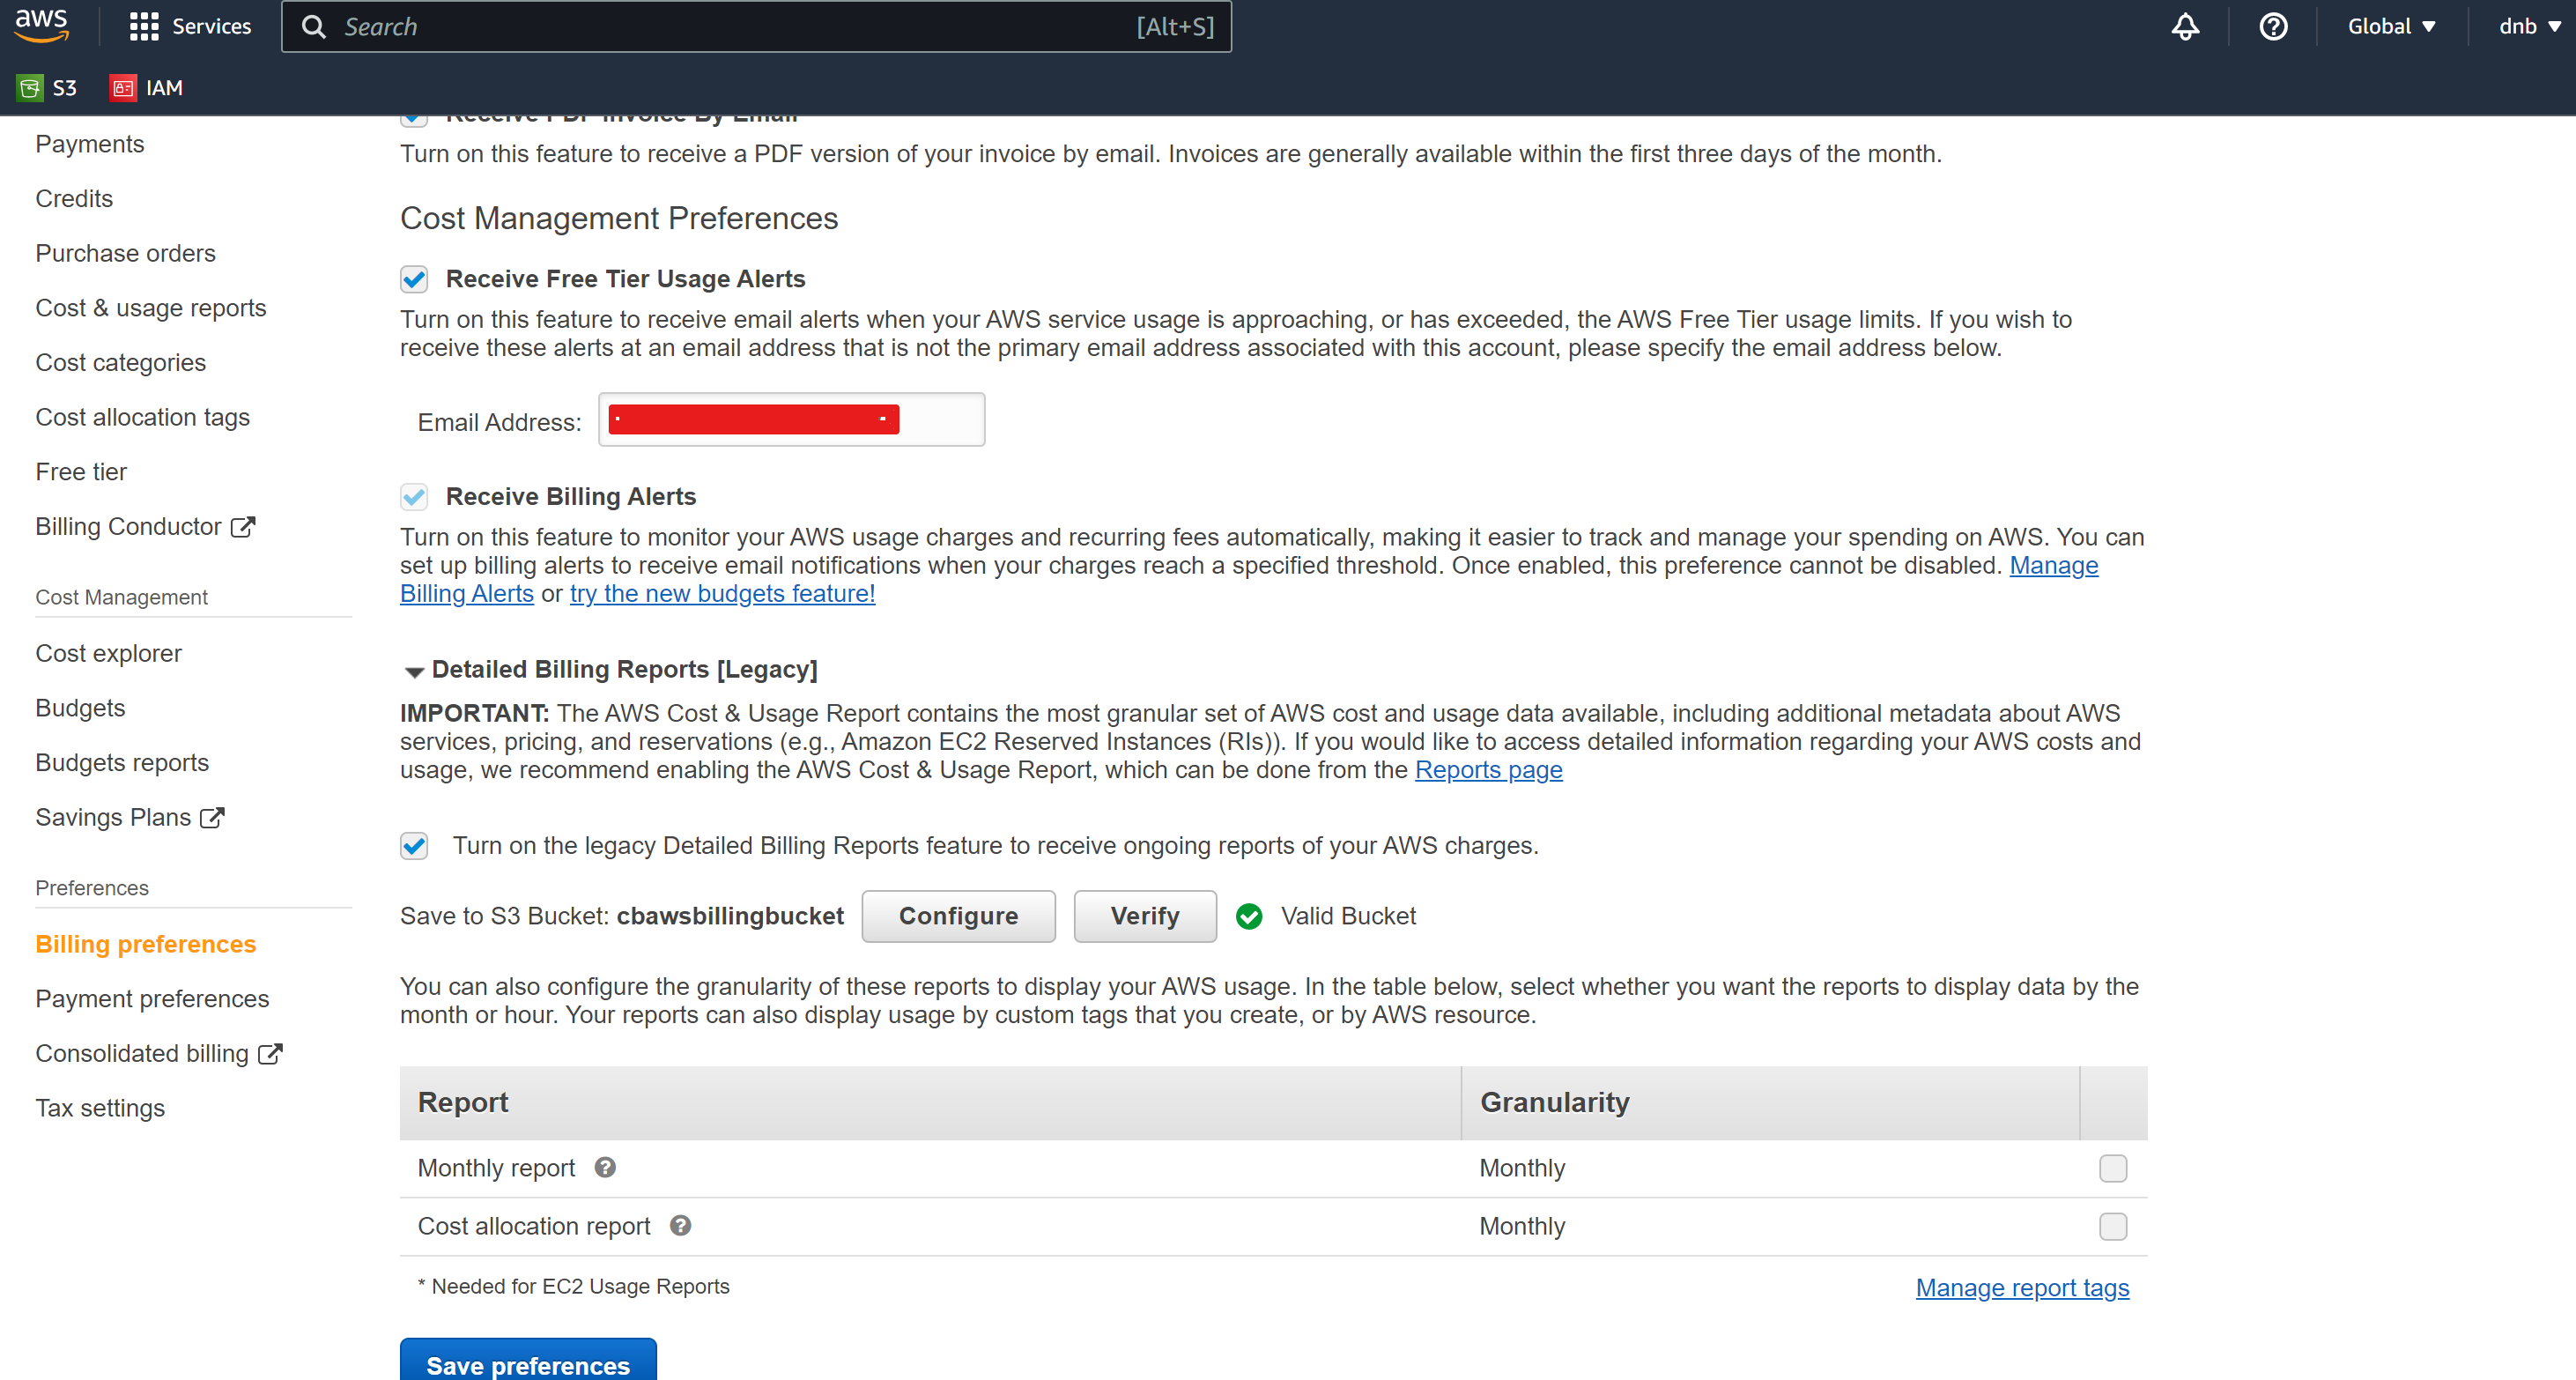 aws
Services
Search
[Alt+S]
Global
dnb
S3
IAM
Payments
Credits
Purchase orders
Cost & usage reports
Cost categories
Cost allocation tags
Free tier
Billing Conductor
Cost Management
Cost explorer
Budgets
Budgets reports
Savings Plans
Preferences
Billing preferences
Payment preferences
Consolidated billing
Tax settings
Receive PDF Invoice By Email
Turn on this feature to receive a PDF version of your invoice by email. Invoices are generally available within the first three days of the month.
Cost Management Preferences
Receive Free Tier Usage Alerts
Turn on this feature to receive email alerts when your AWS service usage is approaching, or has exceeded, the AWS Free Tier usage limits. If you wish to
receive these alerts at an email address that is not the primary email address associated with this account, please specify the email address below.
Email Address:
Receive Billing Alerts
Turn on this feature to monitor your AWS usage charges and recurring fees automatically, making it easier to track and manage your spending on AWS. You can
set up billing alerts to receive email notifications when your charges reach a specified threshold. Once enabled, this preference cannot be disabled. Manage
Billing Alerts or try the new budgets feature!
Detailed Billing Reports [Legacy]
IMPORTANT: The AWS Cost & Usage Report contains the most granular set of AWS cost and usage data available, including additional metadata about AWS
services, pricing, and reservations (e.g., Amazon EC2 Reserved Instances (RIs)). If you would like to access detailed information regarding your AWS costs and
usage, we recommend enabling the AWS Cost & Usage Report, which can be done from the Reports page
Turn on the legacy Detailed Billing Reports feature to receive ongoing reports of your AWS charges.
Save to S3 Bucket: cbawsbillingbucket Configure Verify Valid Bucket
You can also configure the granularity of these reports to display your AWS usage. In the table below, select whether you want the reports to display data by the
month or hour. Your reports can also display usage by custom tags that you create, or by AWS resource.
Report Granularity
Monthly report Monthly
Cost allocation report Monthly
* Needed for EC2 Usage Reports Manage report tags
Save preferences